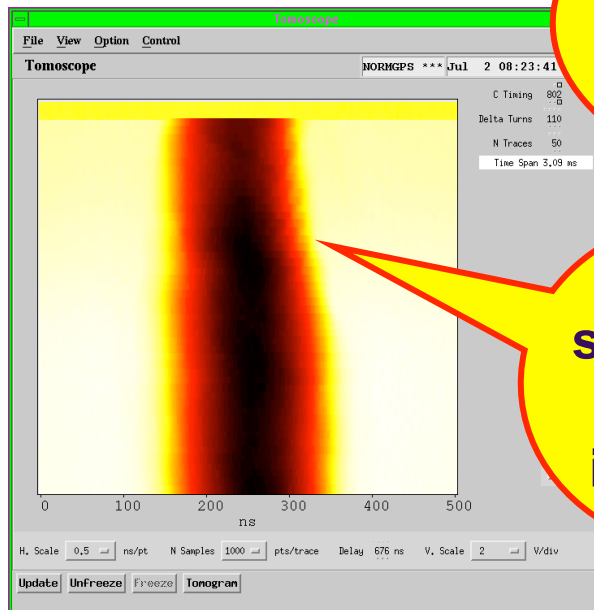 Tomoscope
File View Option Control
Tomoscope NORMGPS *** Jul 2 08:23:41
C Timing 802
Delta Turns 110
N Traces 50
Time Span 3.09 ms
s
i
0 100 200 300 400 500
ns
H. Scale 0.5 ns/pt N Samples 1000 pts/trace Delay 676 ns V. Scale 2 V/div
Update Unfreeze Freeze Tomogram